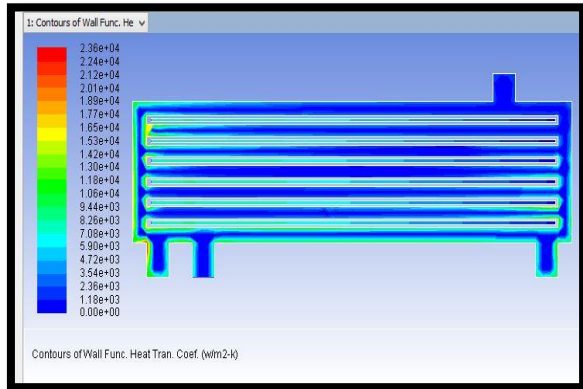 1: Contours of Wall Func. He
2.36e+04
2.24e+04
2.12e+04
2.01e+04
1.89e+04
1.77e+04
1.65e+04
1.53e+04
1.42e+04
1.30e+04
1.18e+04
1.06e+04
9.44e+03
8.26e+03
7.08e+03
5.90e+03
4.72e+03
3.54e+03
2.36e+03
1.18e+03
0.00e+00
Contours of Wall Func. Heat Tran. Coef. (w/m2-k)